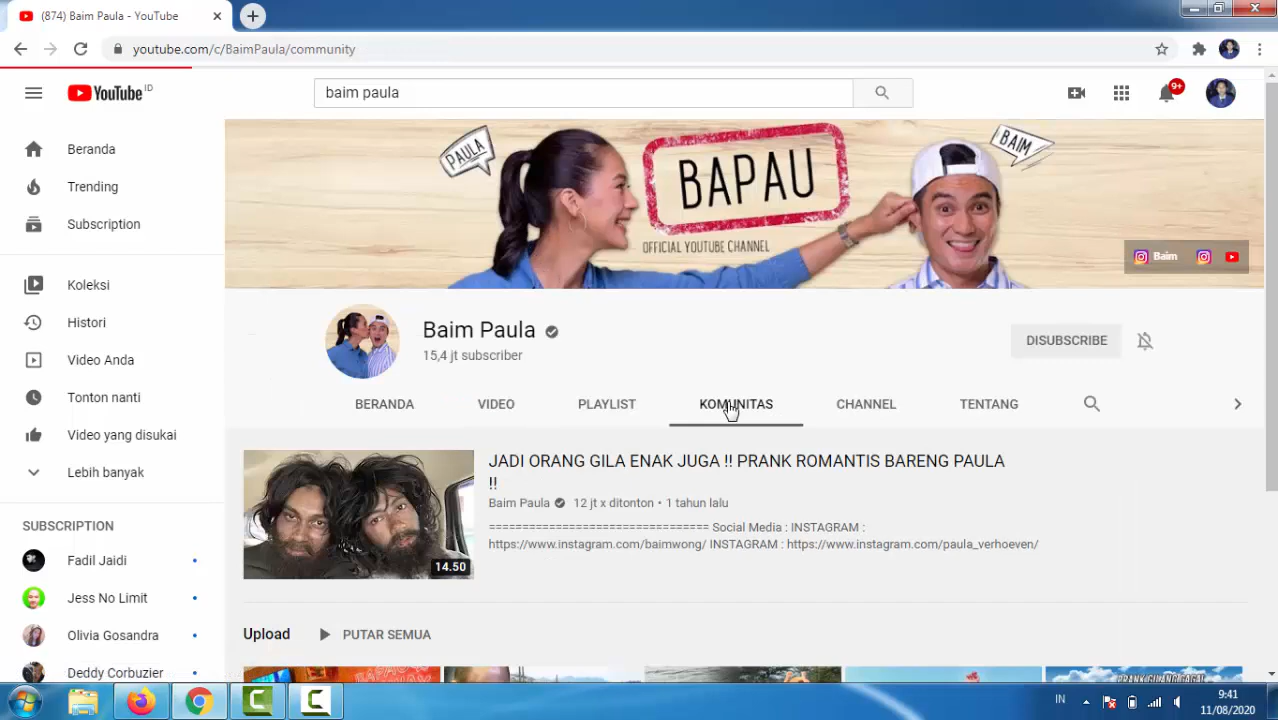 (874) Baim Paula - YouTube
youtube.com/c/BaimPaula/community
YouTube ID
baim paula
9+
Beranda
Trending
Subscription
Koleksi
Histori
Video Anda
Tonton nanti
Video yang disukai
Lebih banyak
SUBSCRIPTION
Fadil Jaidi
Jess No Limit
Olivia Gosandra
Deddy Corbuzier
PAULA
BAPAU
BAIM
OFFICIAL YOUTUBE CHANNEL
Baim
Baim Paula
15,4 jt subscriber
DISUBSCRIBE
BERANDA VIDEO PLAYLIST KOMUNITAS CHANNEL TENTANG
JADI ORANG GILA ENAK JUGA !! PRANK ROMANTIS BARENG PAULA
!!
Baim Paula 12 jt x ditonton • 1 tahun lalu
================================ Social Media : INSTAGRAM :
https://www.instagram.com/baimwong/ INSTAGRAM : https://www.instagram.com/paula_verhoeven/
14.50
Upload PUTAR SEMUA
IN
9:41
11/08/2020